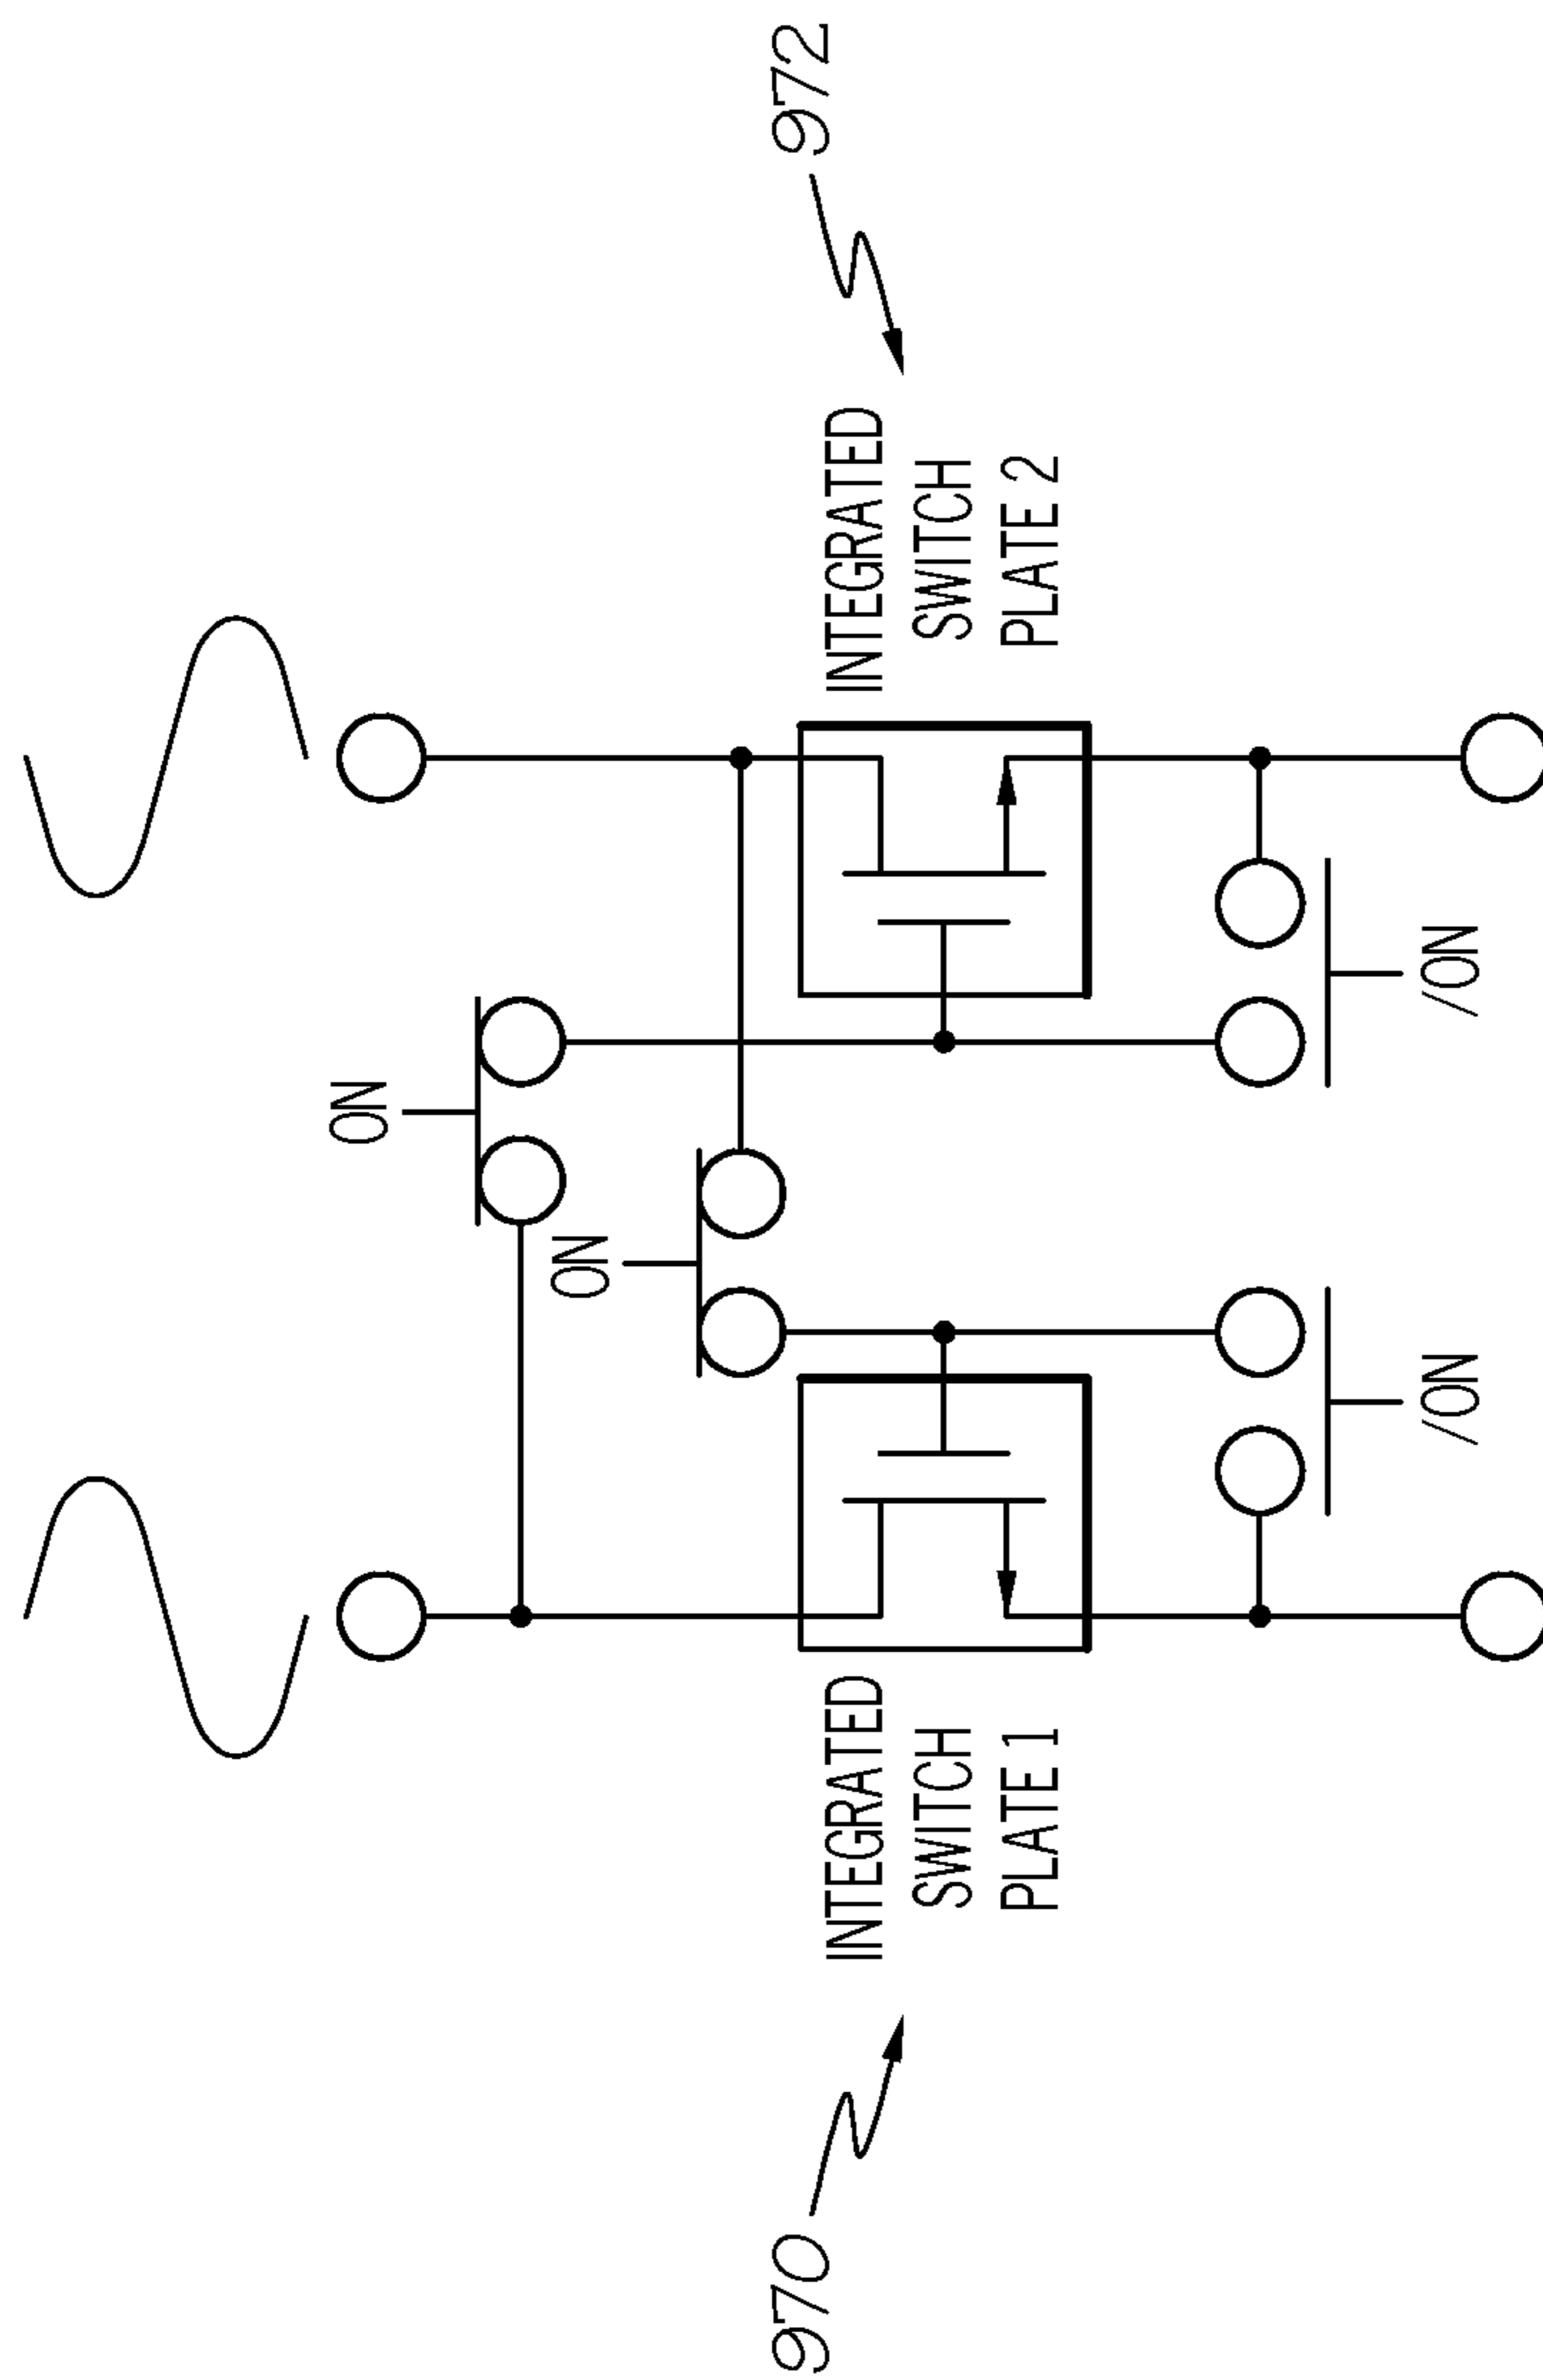 ON
ON
970
INTEGRATED
SWITCH
PLATE 1
INTEGRATED
SWITCH
PLATE 2
972
/ON
/ON